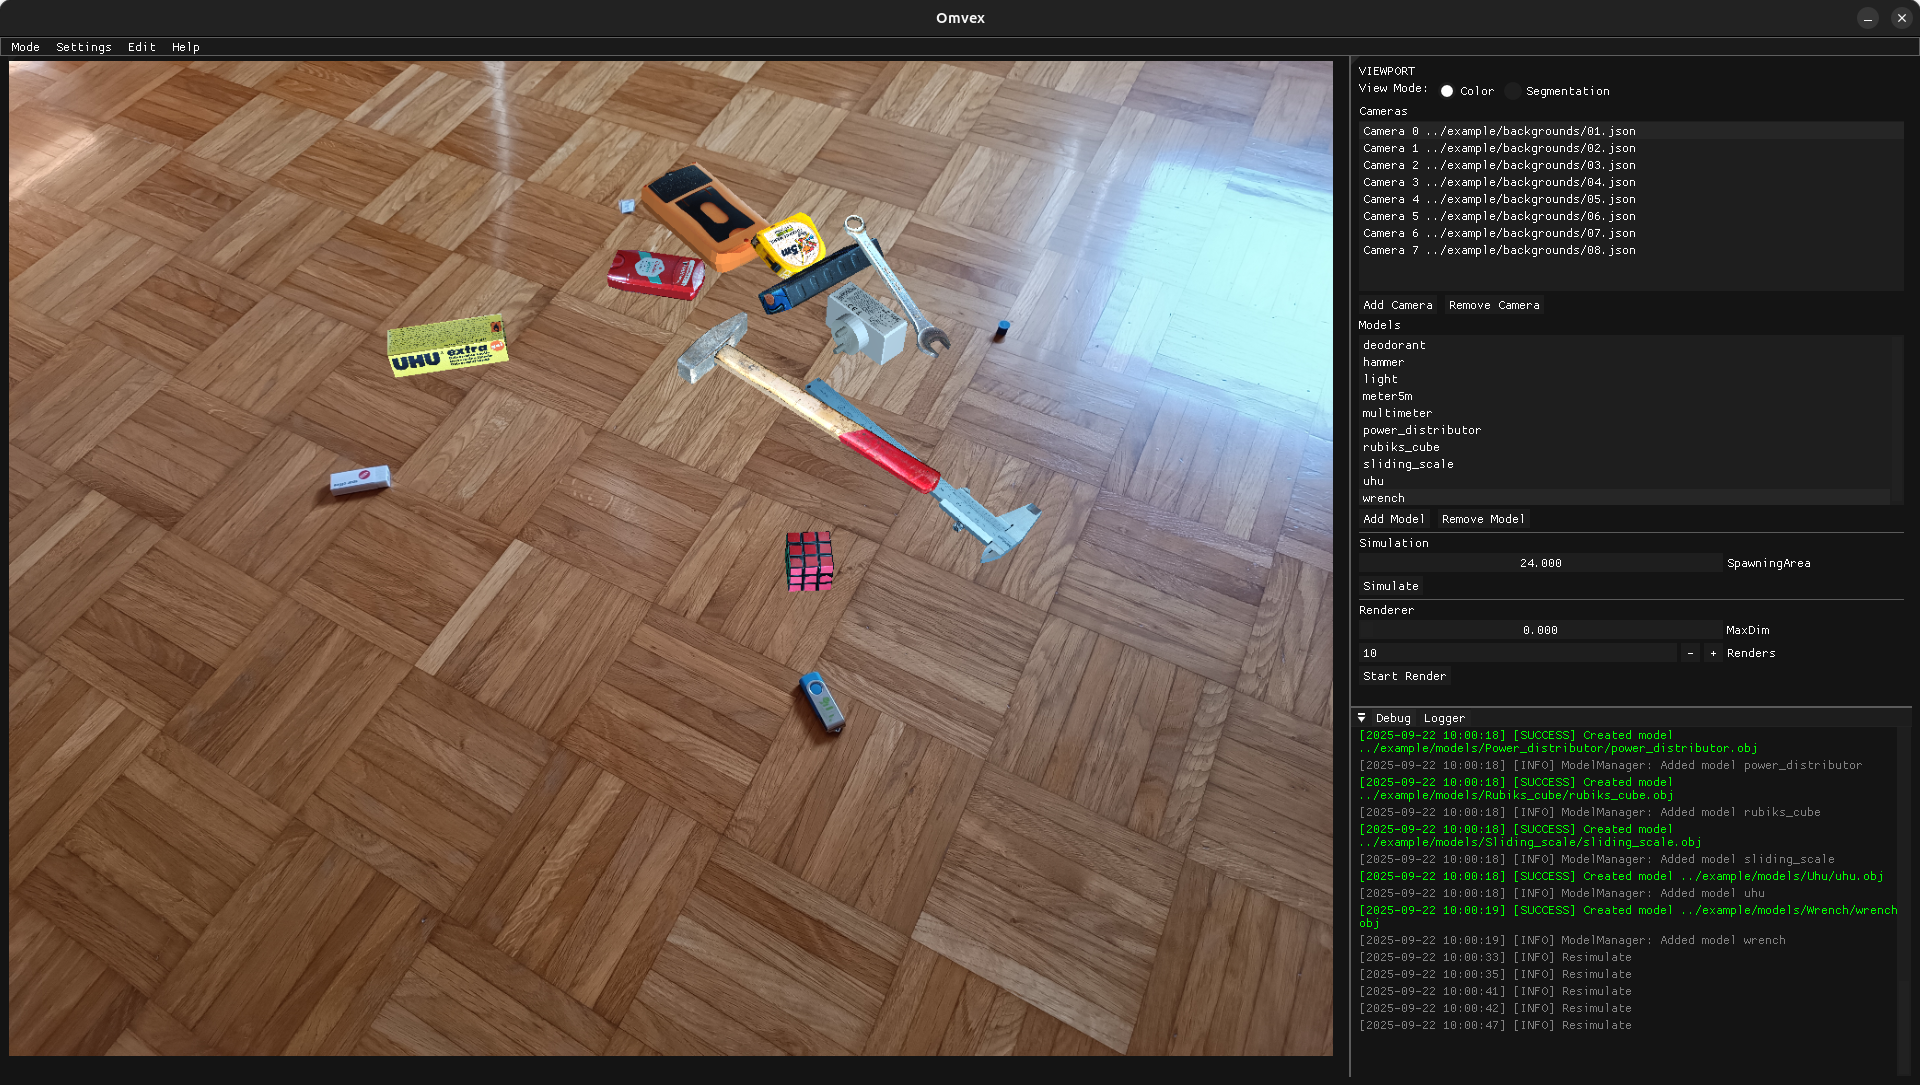 Omvex
Mode Settings Edit Help
UHU extra
5m
VIEWPORT
View Mode: Color Segmentation
Cameras
Camera 0 ../example/backgrounds/01.json
Camera 1 ../example/backgrounds/02.json
Camera 2 ../example/backgrounds/03.json
Camera 3 ../example/backgrounds/04.json
Camera 4 ../example/backgrounds/05.json
Camera 5 ../example/backgrounds/06.json
Camera 6 ../example/backgrounds/07.json
Camera 7 ../example/backgrounds/08.json
Add Camera Remove Camera
Models
deodorant
hammer
light
meter5m
multimeter
power_distributor
rubiks_cube
sliding_scale
uhu
wrench
Add Model Remove Model
Simulation
24.000 SpawningArea
Simulate
Renderer
0.000 MaxDim
10 - + Renders
Start Render
Debug Logger
[2025-09-22 10:00:18] [SUCCESS] Created model
../example/models/Power_distributor/power_distributor.obj
[2025-09-22 10:00:18] [INFO] ModelManager: Added model power_distributor
[2025-09-22 10:00:18] [SUCCESS] Created model
../example/models/Rubiks_cube/rubiks_cube.obj
[2025-09-22 10:00:18] [INFO] ModelManager: Added model rubiks_cube
[2025-09-22 10:00:18] [SUCCESS] Created model
../example/models/Sliding_scale/sliding_scale.obj
[2025-09-22 10:00:18] [INFO] ModelManager: Added model sliding_scale
[2025-09-22 10:00:18] [SUCCESS] Created model ../example/models/Uhu/uhu.obj
[2025-09-22 10:00:18] [INFO] ModelManager: Added model uhu
[2025-09-22 10:00:19] [SUCCESS] Created model ../example/models/Wrench/wrench
obj
[2025-09-22 10:00:19] [INFO] ModelManager: Added model wrench
[2025-09-22 10:00:33] [INFO] Resimulate
[2025-09-22 10:00:35] [INFO] Resimulate
[2025-09-22 10:00:41] [INFO] Resimulate
[2025-09-22 10:00:42] [INFO] Resimulate
[2025-09-22 10:00:47] [INFO] Resimulate